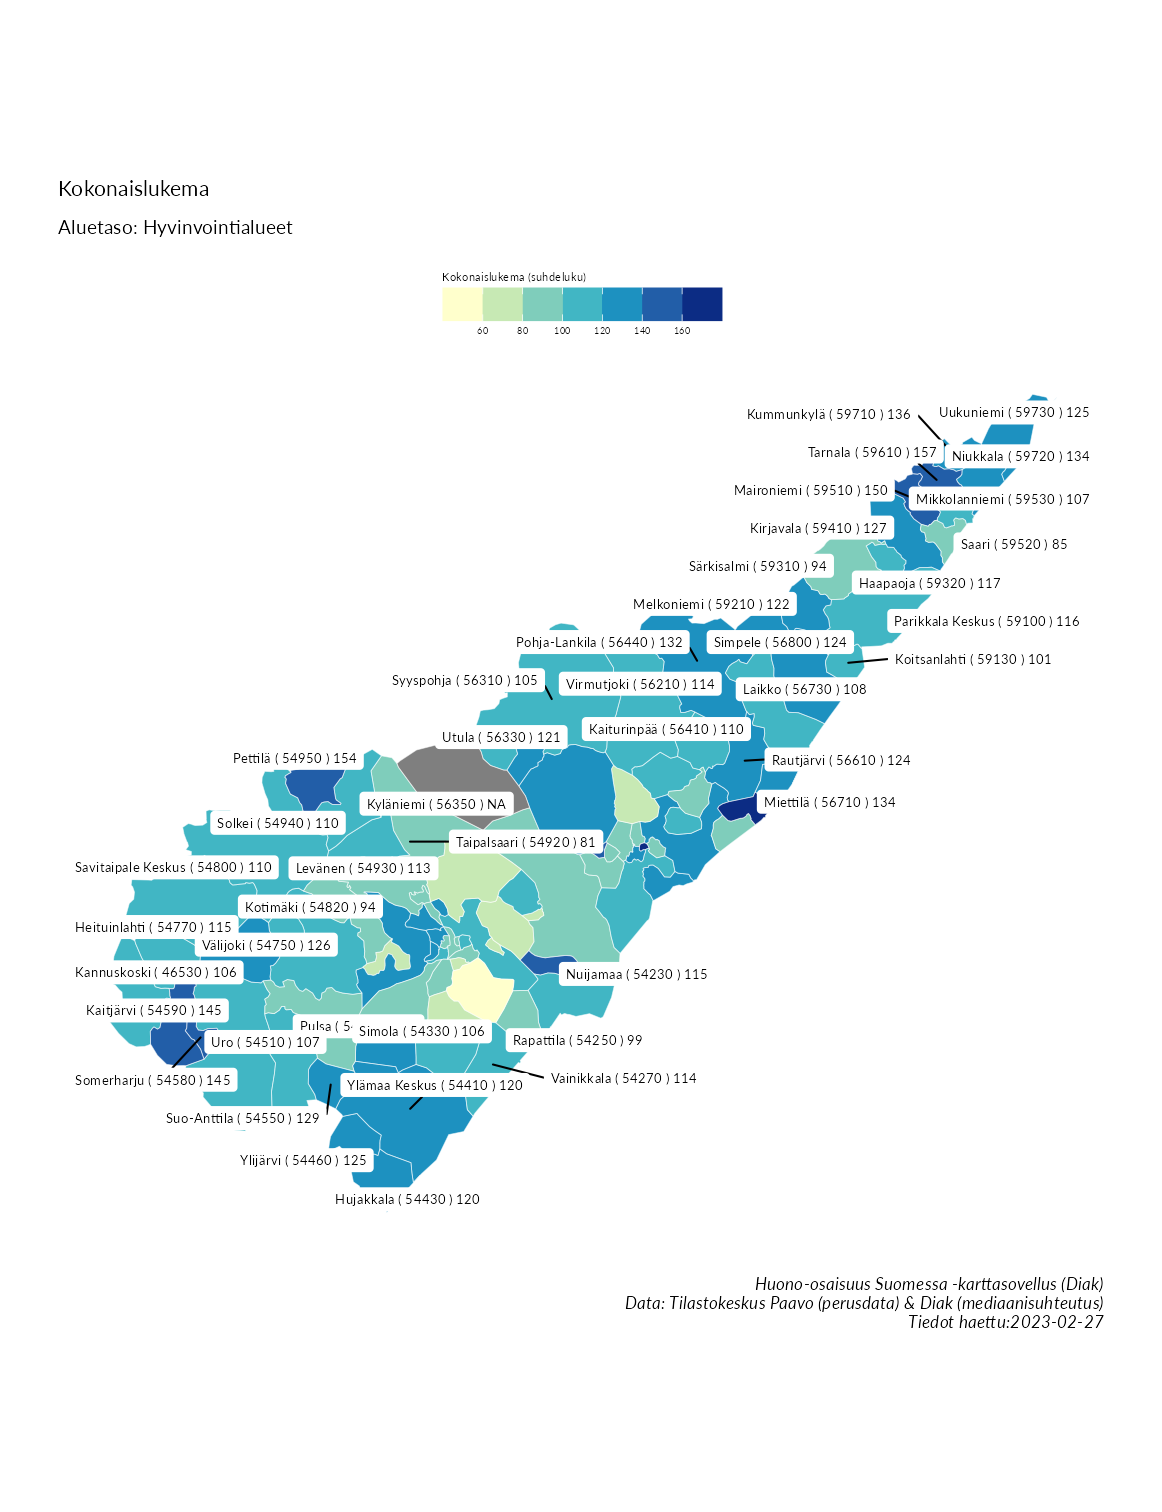 Kokonaislukema
Aluetaso: Hyvinvointialueet
Kokonaislukema (suhdeluku)
60 80 100 120 140 160
Kummunkylä ( 59710 ) 136
Uukuniemi ( 59730 ) 125
Tarnala ( 59610 ) 157
Niukkala ( 59720 ) 134
Maironiemi ( 59510 ) 150
Mikkolanniemi ( 59530 ) 107
Kirjavala ( 59410 ) 127
Saari ( 59520 ) 85
Särkisalmi ( 59310 ) 94
Haapaoja ( 59320 ) 117
Melkoniemi ( 59210 ) 122
Parikkala Keskus ( 59100 ) 116
Pohja-Lankila ( 56440 ) 132
Simpele ( 56800 ) 124
Koitsanlahti ( 59130 ) 101
Syyspohja ( 56310 ) 105
Virmutjoki ( 56210 ) 114
Laikko ( 56730 ) 108
Utula ( 56330 ) 121
Kaiturinpää ( 56410 ) 110
Pettilä ( 54950 ) 154
Rautjärvi ( 56610 ) 124
Kyläniemi ( 56350 ) NA
Miettilä ( 56710 ) 134
Solkei ( 54940 ) 110
Taipalsaari ( 54920 ) 81
Savitaipale Keskus ( 54800 ) 110
Levänen ( 54930 ) 113
Kotimäki ( 54820 ) 94
Heituinlahti ( 54770 ) 115
Välijoki ( 54750 ) 126
Kannuskoski ( 46530 ) 106
Nuijamaa ( 54230 ) 115
Kaitjärvi ( 54590 ) 145
Pulsa ( 5
Simola ( 54330 ) 106
Uro ( 54510 ) 107
Rapattila ( 54250 ) 99
Somerharju ( 54580 ) 145
Ylämaa Keskus ( 54410 ) 120
Vainikkala ( 54270 ) 114
Suo-Anttila ( 54550 ) 129
Ylijärvi ( 54460 ) 125
Hujakkala ( 54430 ) 120
Huono-osaisuus Suomessa -karttasovellus (Diak)
Data: Tilastokeskus Paavo (perusdata) & Diak (mediaanisuhteutus)
Tiedot haettu:2023-02-27